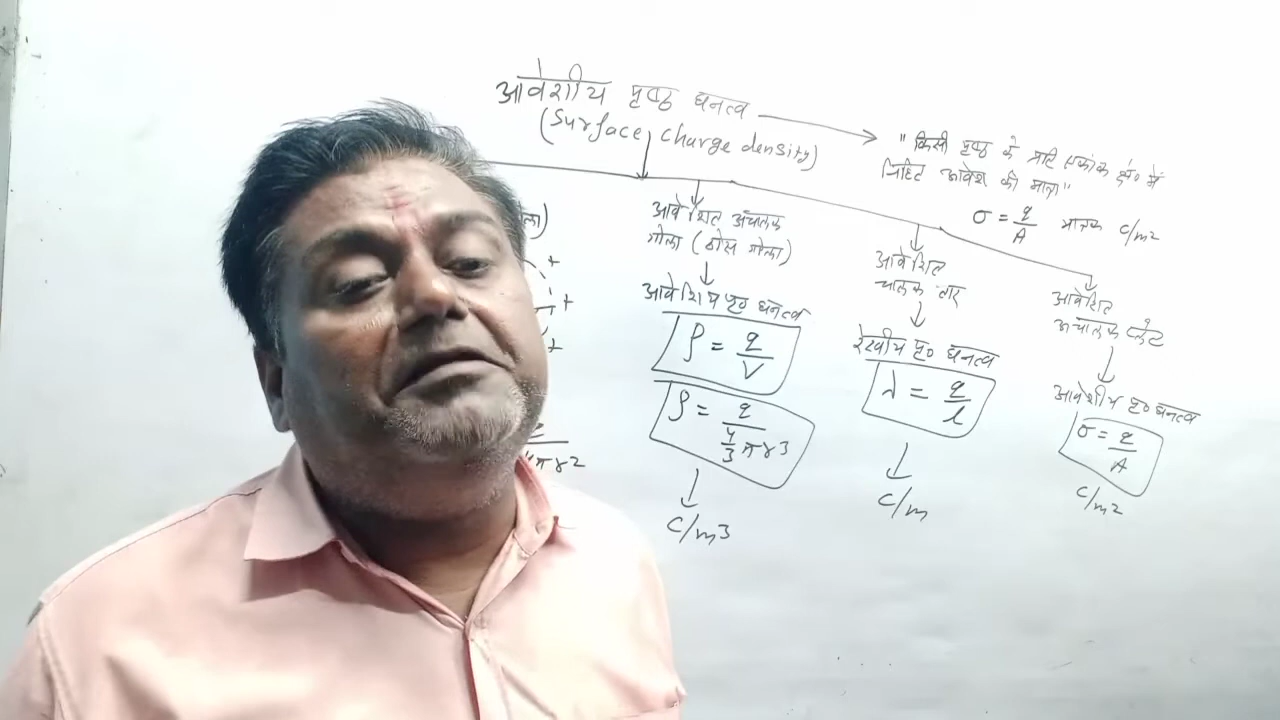 आवेशीय पृष्ठ घनत्व
(Surface charge density)
"किसी पृष्ठ के प्रति एकांक क्षे० में
निहित आवेश की मात्रा"
σ = q/A मात्रक C/m2
ला)
+
+
+
4πr2
आवेशित अचालक
गोला (ठोस गोला)
आवेशिय पृ० घनत्व
ρ = q/V
ρ = q/(4/3 πr3)
C/m3
आवेशित
चालक तार
रेखीय पृ० घनत्व
λ = q/l
C/m
आवेशित
अचालक प्लेट
आवेशीय पृ० घनत्व
σ = q/A
C/m2